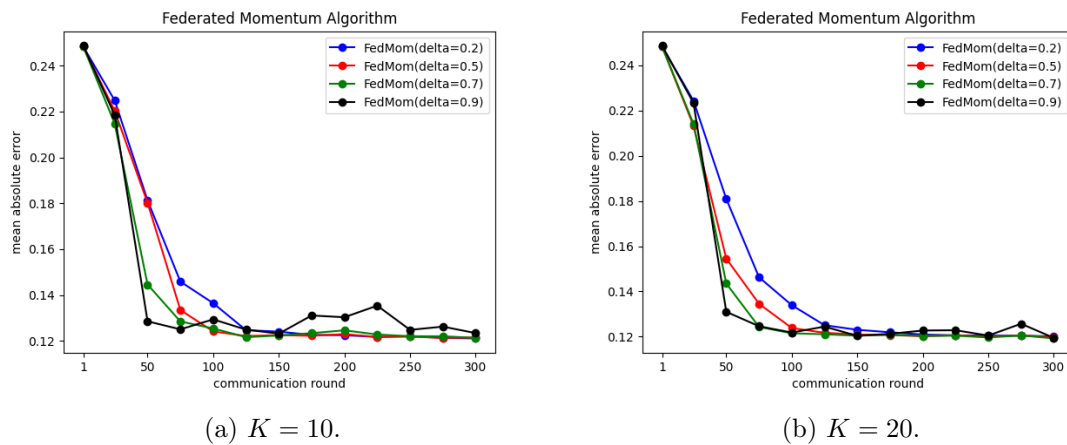 Federated Momentum Algorithm
FedMom(delta=0.2)
FedMom(delta=0.5)
FedMom(delta=0.7)
FedMom(delta=0.9)
0.24
0.22
0.20
0.18
0.16
0.14
0.12
mean absolute error
1 50 100 150 200 250 300
communication round
(a) K = 10.
Federated Momentum Algorithm
FedMom(delta=0.2)
FedMom(delta=0.5)
FedMom(delta=0.7)
FedMom(delta=0.9)
0.24
0.22
0.20
0.18
0.16
0.14
0.12
mean absolute error
1 50 100 150 200 250 300
communication round
(b) K = 20.